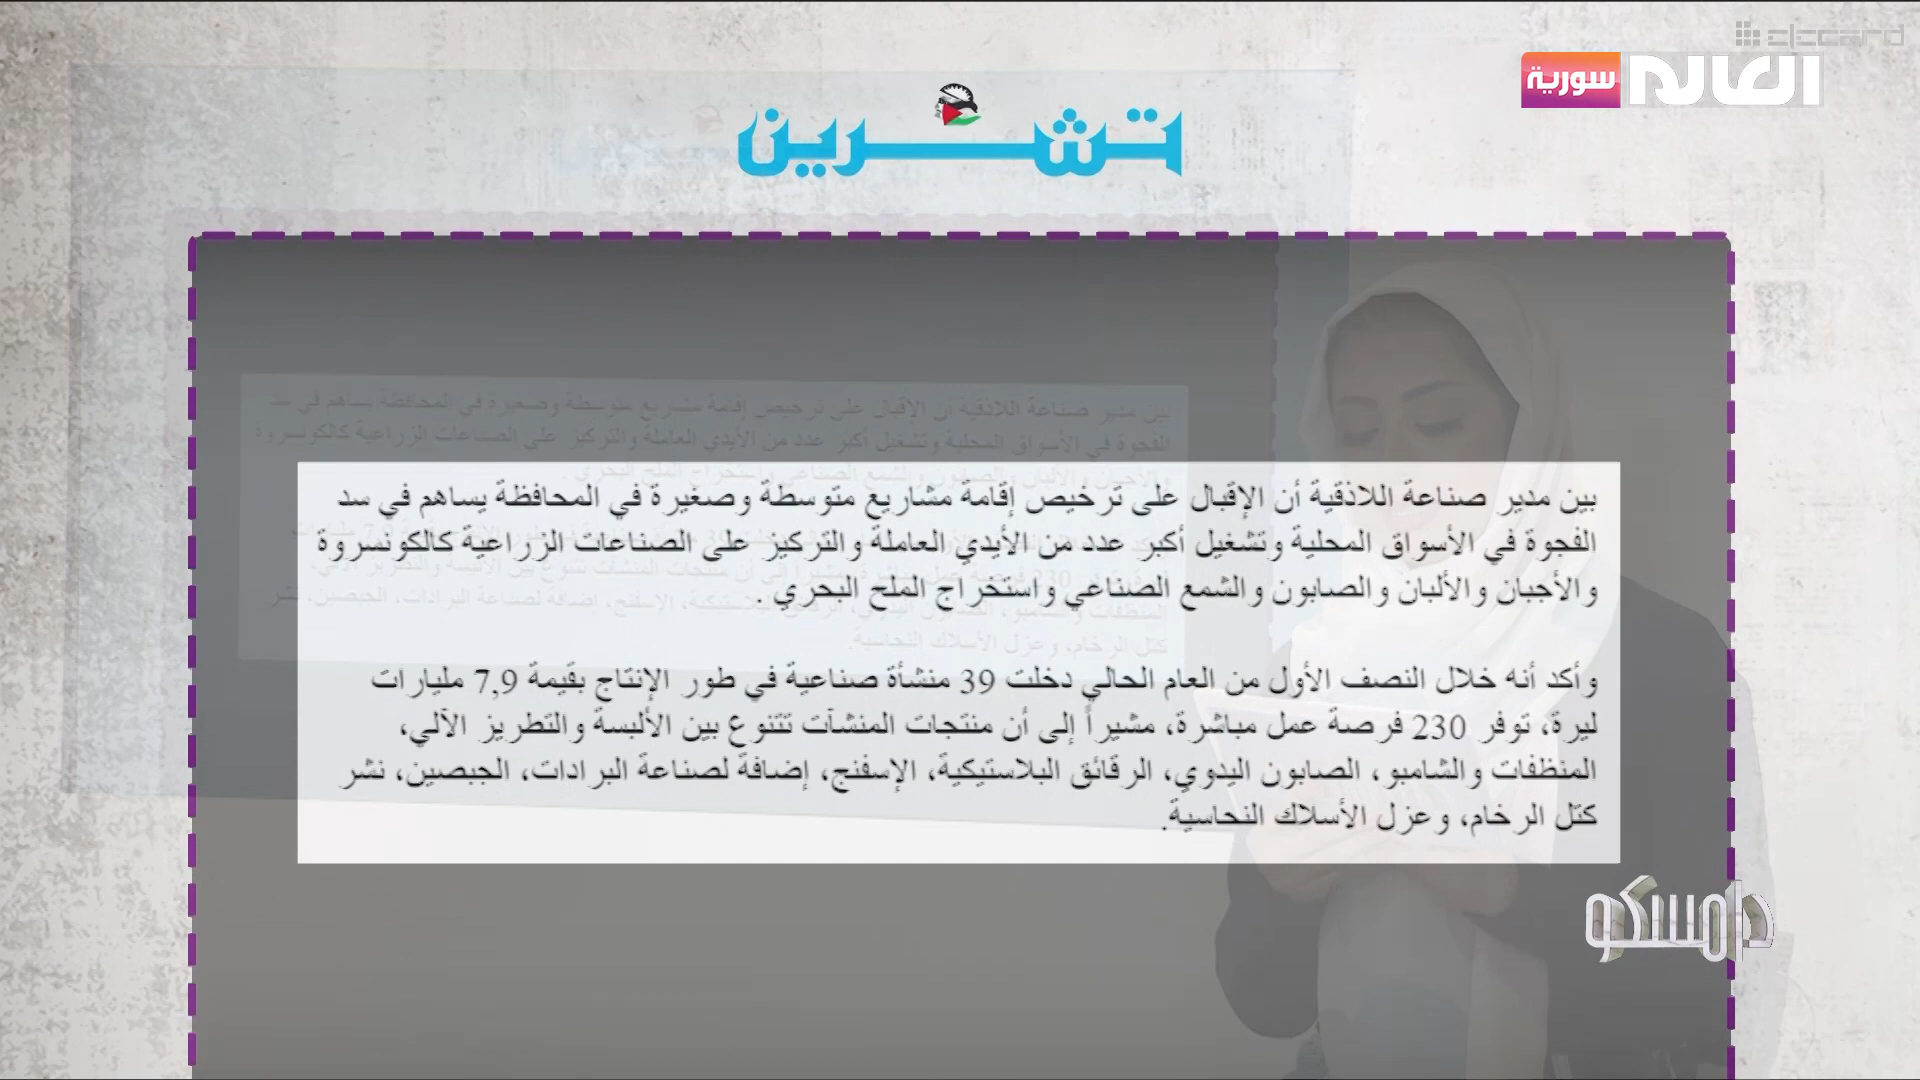 elecard
العالم سورية
تشرين
بين مدير صناعة اللاذقية أن الإقبال على ترخيص إقامة مشاريع متوسطة وصغيرة في المحافظة يساهم في سد
الفجوة في الأسواق المحلية وتشغيل أكبر عدد من الأيدي العاملة والتركيز على الصناعات الزراعية كالكونسروة
والأجبان والألبان والصابون والشمع الصناعي واستخراج الملح البحري .
وأكد أنه خلال النصف الأول من العام الحالي دخلت 39 منشأة صناعية في طور الإنتاج بقيمة 7,9 مليارات
ليرة، توفر 230 فرصة عمل مباشرة، مشيراً إلى أن منتجات المنشآت تتنوع بين الألبسة والتطريز الآلي،
المنظفات والشامبو، الصابون اليدوي، الرقائق البلاستيكية، الإسفنج، إضافة لصناعة البرادات، الجبصين، نشر
كتل الرخام، وعزل الأسلاك النحاسية.
دامسكو